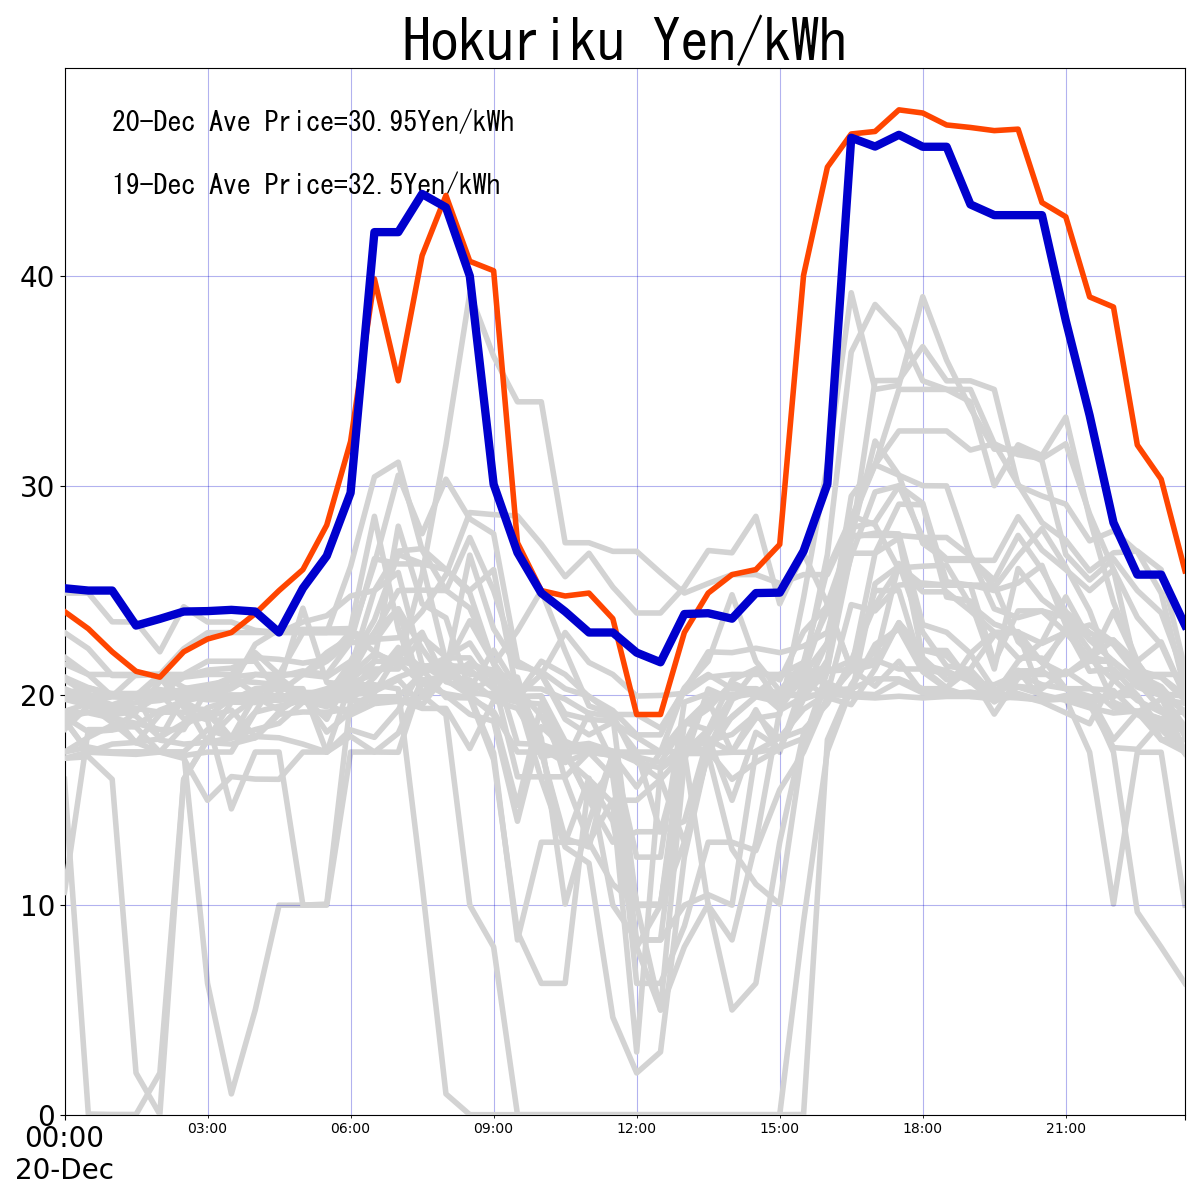 Hokuriku Yen/kWh
20-Dec Ave Price=30.95Yen/kWh
19-Dec Ave Price=32.5Yen/kWh
40
30
20
10
0
00:00 03:00 06:00 09:00 12:00 15:00 18:00 21:00
20-Dec